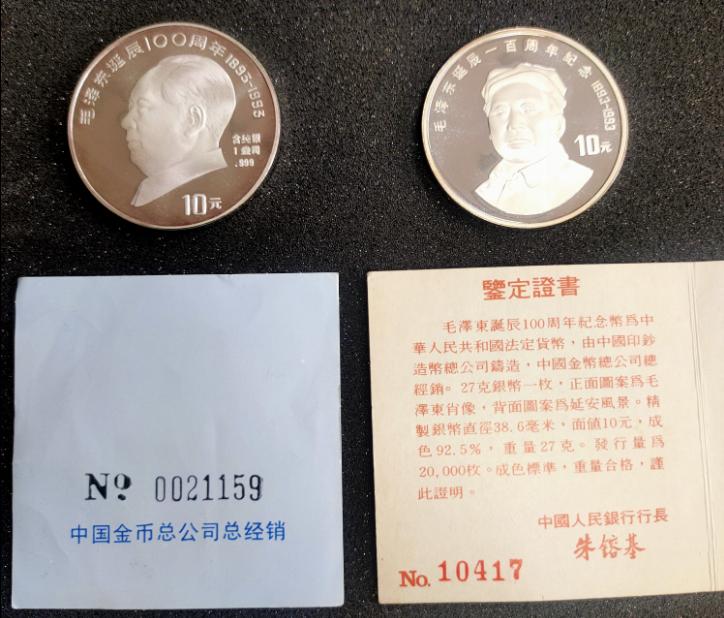 毛泽东诞辰100周年1893-1993
含纯银
1盎司
.999
10元
毛泽东诞辰一百周年纪念 1893-1993
10元
No 0021159
中国金币总公司总经销
鑒定證書
毛澤東誕辰100周年紀念幣爲中
華人民共和國法定貨幣，由中國印鈔
造幣總公司鑄造，中國金幣總公司總
經銷。27克銀幣一枚，正面圖案爲毛
澤東肖像，背面圖案爲延安風景。精
製銀幣直徑38.6毫米，面値10元，成
色92.5%，重量27克。發行量爲
20,000枚。成色標準，重量合格，謹
此證明。
中國人民銀行行長
朱镕基
No. 10417